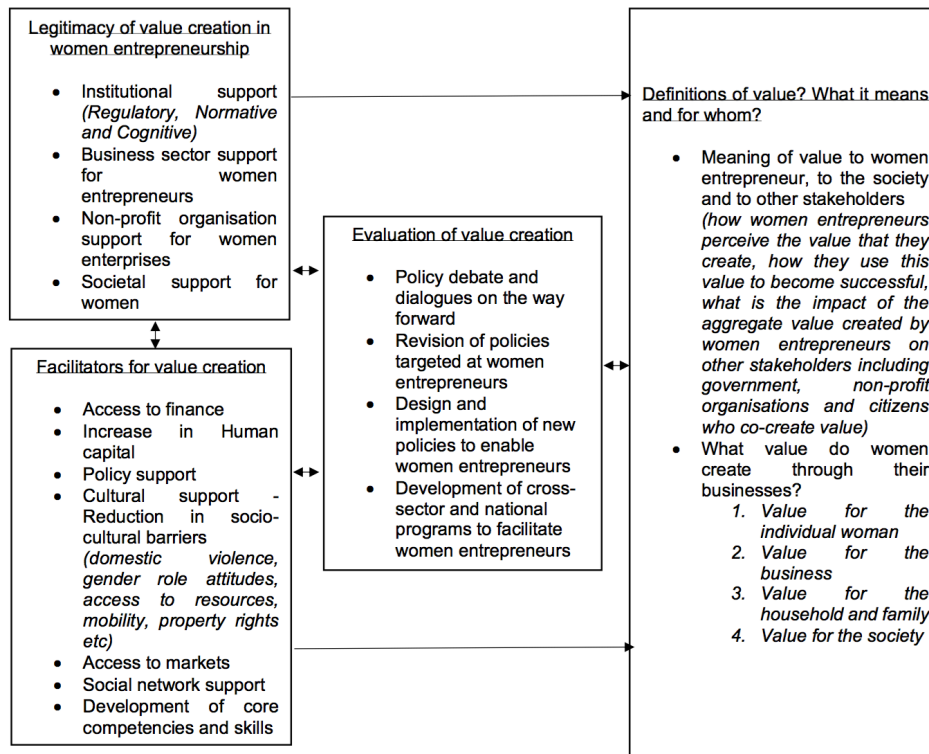 Legitimacy of value creation in
women entrepreneurship
• Institutional support
(Regulatory, Normative
and Cognitive)
• Business sector support
for women
entrepreneurs
• Non-profit organisation
support for women
enterprises
• Societal support for
women
Facilitators for value creation
• Access to finance
• Increase in Human
capital
• Policy support
• Cultural support -
Reduction in socio-
cultural barriers
(domestic violence,
gender role attitudes,
access to resources,
mobility, property rights
etc)
• Access to markets
• Social network support
• Development of core
competencies and skills
Evaluation of value creation
• Policy debate and
dialogues on the way
forward
• Revision of policies
targeted at women
entrepreneurs
• Design and
implementation of new
policies to enable
women entrepreneurs
• Development of cross-
sector and national
programs to facilitate
women entrepreneurs
Definitions of value? What it means
and for whom?
• Meaning of value to women
entrepreneur, to the society
and to other stakeholders
(how women entrepreneurs
perceive the value that they
create, how they use this
value to become successful,
what is the impact of the
aggregate value created by
women entrepreneurs on
other stakeholders including
government, non-profit
organisations and citizens
who co-create value)
• What value do women
create through their
businesses?
1. Value for the
individual woman
2. Value for the
business
3. Value for the
household and family
4. Value for the society